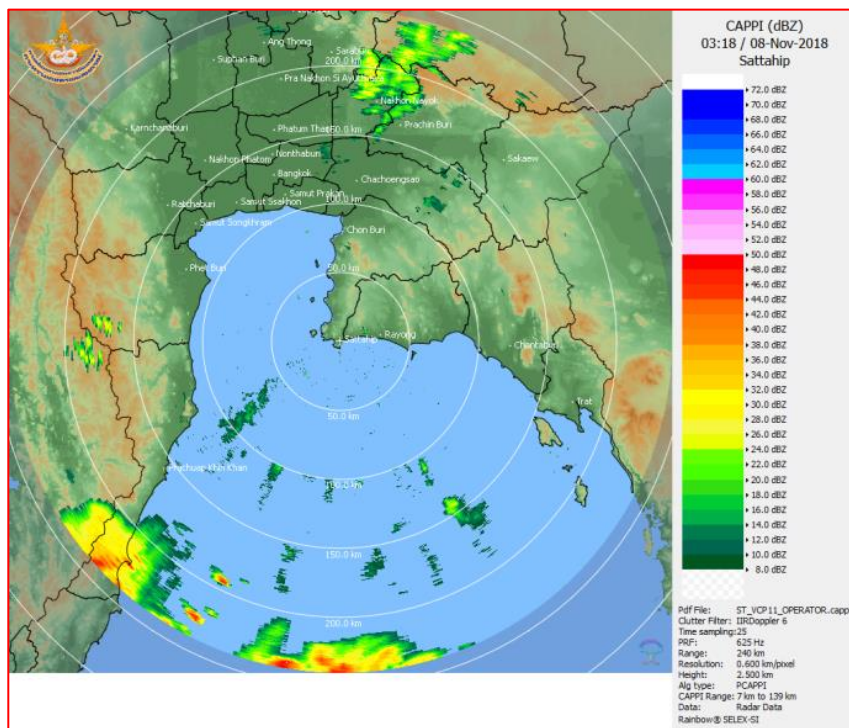 CAPPI (dBZ)
03:18 / 08-Nov-2018
Sattahip
72.0 dBZ
70.0 dBZ
68.0 dBZ
66.0 dBZ
64.0 dBZ
62.0 dBZ
60.0 dBZ
58.0 dBZ
56.0 dBZ
54.0 dBZ
52.0 dBZ
50.0 dBZ
48.0 dBZ
46.0 dBZ
44.0 dBZ
42.0 dBZ
40.0 dBZ
38.0 dBZ
36.0 dBZ
34.0 dBZ
32.0 dBZ
30.0 dBZ
28.0 dBZ
26.0 dBZ
24.0 dBZ
22.0 dBZ
20.0 dBZ
18.0 dBZ
16.0 dBZ
14.0 dBZ
12.0 dBZ
10.0 dBZ
8.0 dBZ
Pdf File: ST_VCP11_OPERATOR.capp
Clutter Filter: IIRDoppler 6
Time sampling: 25
PRF: 625 Hz
Range: 240 km
Resolution: 0.600 km/pixel
Height: 2.500 km
Alg type: PCAPPI
CAPPI Range: 7 km to 139 km
Data: Radar Data
Rainbow® SELEX-SI
Ang Thong
Suphan Buri
200.0 km
Pra Nakhon Si Ayutthaya
Nakhon Nayok
Karnchanaburi
Phatum Thani
150.0 km
Prachin Buri
Nonthaburi
Nakhon Phatom
Sakaew
Bangkok
Chachoengsao
Samut Prakan
Ratchaburi
Samut Ssakhon
100.0 km
Samut Songkhram
Chon Buri
Phet Buri
50.0 km
Rayong
Sattahip
Chantaburi
Trat
50.0 km
Prachuap Khiri Khan
100.0 km
150.0 km
200.0 km